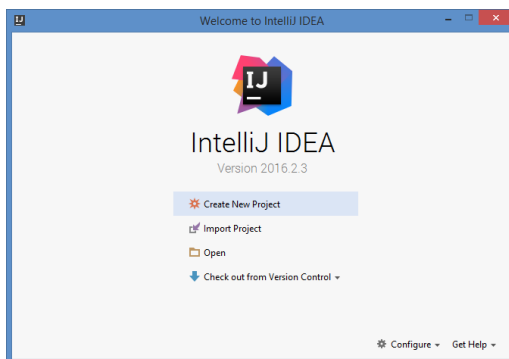 Welcome to IntelliJ IDEA
IJ
IntelliJ IDEA
Version 2016.2.3
Create New Project
Import Project
Open
Check out from Version Control
Configure Get Help